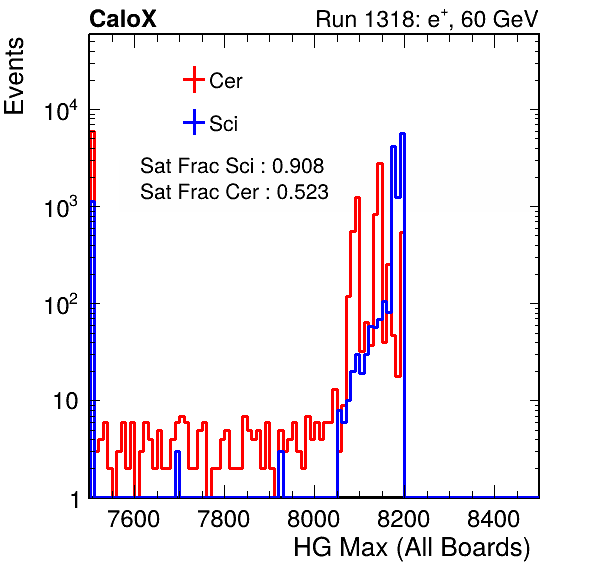 CaloX Run 1318: e⁺, 60 GeV
Events
Cer
Sci
Sat Frac Sci : 0.908
Sat Frac Cer : 0.523
10⁴
10³
10²
10
1
7600 7800 8000 8200 8400
HG Max (All Boards)